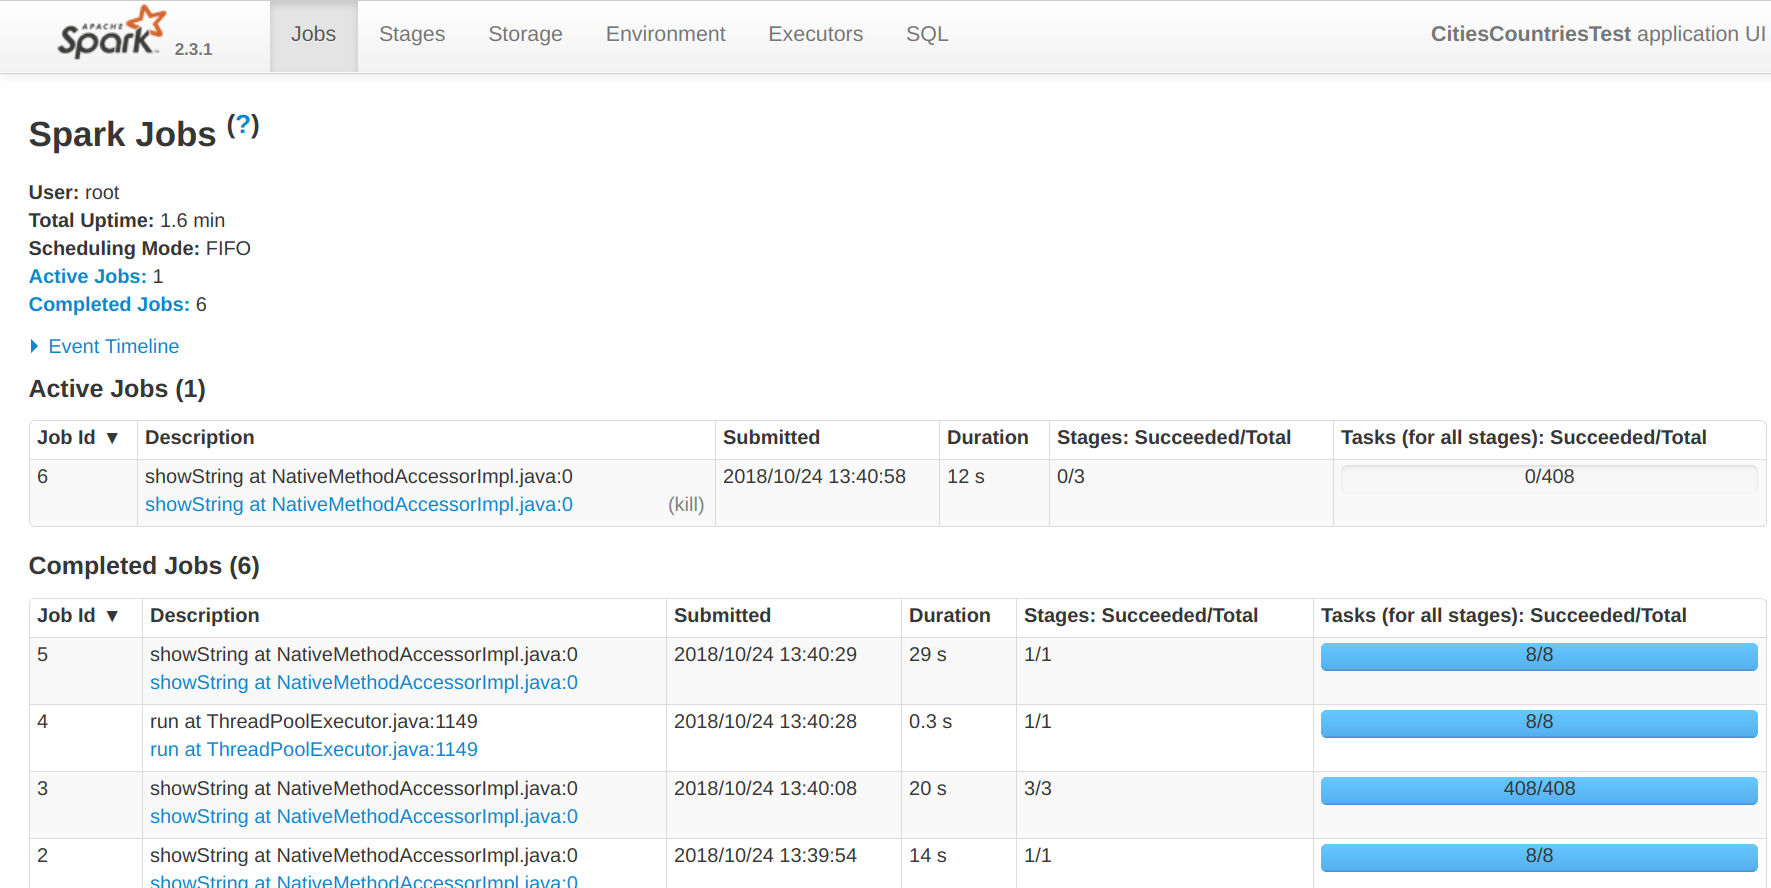 APACHE
Spark™ 2.3.1
Jobs Stages Storage Environment Executors SQL CitiesCountriesTest application UI
Spark Jobs (?)
User: root
Total Uptime: 1.6 min
Scheduling Mode: FIFO
Active Jobs: 1
Completed Jobs: 6
Event Timeline
Active Jobs (1)
Job Id ▼ Description Submitted Duration Stages: Succeeded/Total Tasks (for all stages): Succeeded/Total
6 showString at NativeMethodAccessorImpl.java:0 2018/10/24 13:40:58 12 s 0/3 0/408
showString at NativeMethodAccessorImpl.java:0 (kill)
Completed Jobs (6)
Job Id ▼ Description Submitted Duration Stages: Succeeded/Total Tasks (for all stages): Succeeded/Total
5 showString at NativeMethodAccessorImpl.java:0 2018/10/24 13:40:29 29 s 1/1 8/8
showString at NativeMethodAccessorImpl.java:0
4 run at ThreadPoolExecutor.java:1149 2018/10/24 13:40:28 0.3 s 1/1 8/8
run at ThreadPoolExecutor.java:1149
3 showString at NativeMethodAccessorImpl.java:0 2018/10/24 13:40:08 20 s 3/3 408/408
showString at NativeMethodAccessorImpl.java:0
2 showString at NativeMethodAccessorImpl.java:0 2018/10/24 13:39:54 14 s 1/1 8/8
showString at NativeMethodAccessorImpl.java:0